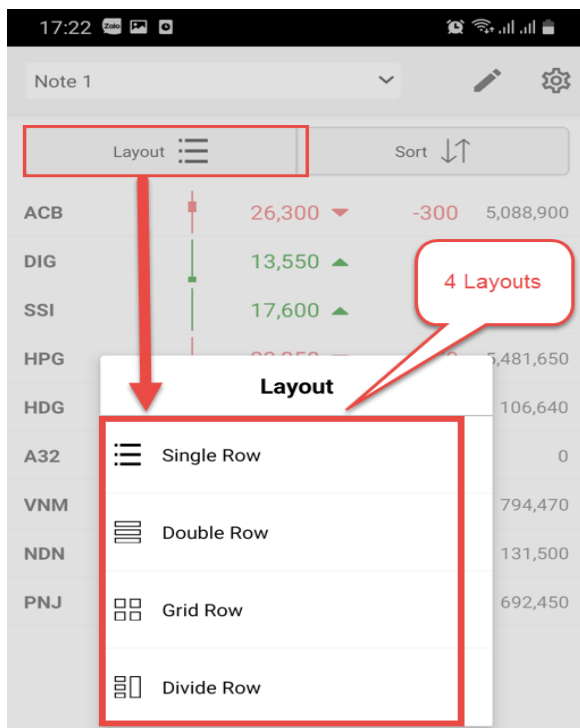 17:22 Zalo
Note 1
Layout Sort
ACB 26,300 -300 5,088,900
DIG 13,550
4 Layouts
SSI 17,600
HPG 5,481,650
Layout
HDG 106,640
A32 0
Single Row
VNM 794,470
Double Row
NDN 131,500
PNJ 692,450
Grid Row
Divide Row